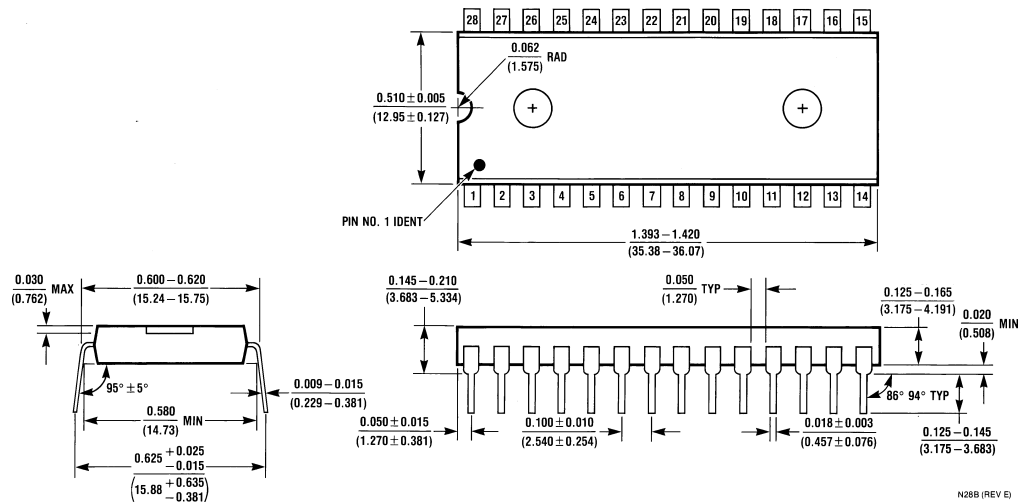 28 27 26 25 24 23 22 21 20 19 18 17 16 15
0.062
(1.575)
RAD
0.510 ± 0.005
(12.95 ± 0.127)
PIN NO. 1 IDENT
1 2 3 4 5 6 7 8 9 10 11 12 13 14
1.393 – 1.420
(35.38 – 36.07)
0.030
(0.762)
MAX
0.600 – 0.620
(15.24 – 15.75)
95° ± 5°
0.009 – 0.015
(0.229 – 0.381)
0.580
(14.73)
MIN
0.625 + 0.025
– 0.015
(15.88 + 0.635
– 0.381)
0.145 – 0.210
(3.683 – 5.334)
0.050
(1.270)
TYP
0.125 – 0.165
(3.175 – 4.191)
0.020
(0.508)
MIN
86° 94° TYP
0.050 ± 0.015
(1.270 ± 0.381)
0.100 ± 0.010
(2.540 ± 0.254)
0.018 ± 0.003
(0.457 ± 0.076)
0.125 – 0.145
(3.175 – 3.683)
N28B (REV E)